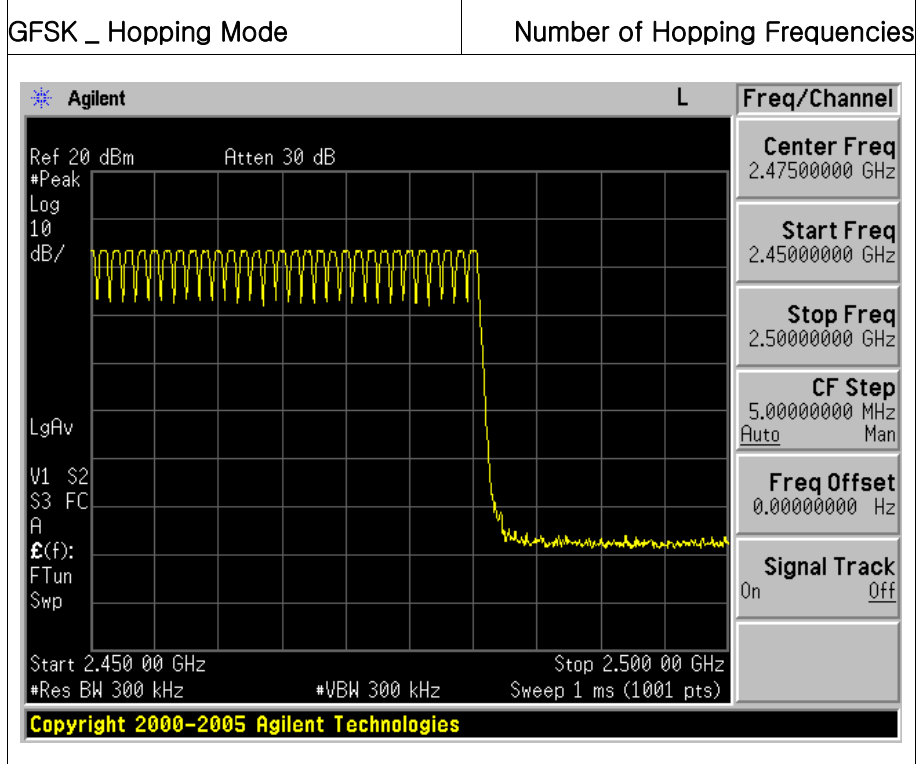 GFSK _ Hopping Mode
Number of Hopping Frequencies
Agilent
L
Freq/Channel
Ref 20 dBm
Atten 30 dB
#Peak
Log
10
dB/
LgAv
V1 S2
S3 FC
A
£(f):
FTun
Swp
Start 2.450 00 GHz
Stop 2.500 00 GHz
#Res BW 300 kHz
#VBW 300 kHz
Sweep 1 ms (1001 pts)
Center Freq
2.47500000 GHz
Start Freq
2.45000000 GHz
Stop Freq
2.50000000 GHz
CF Step
5.00000000 MHz
Auto Man
Freq Offset
0.00000000 Hz
Signal Track
On Off
Copyright 2000-2005 Agilent Technologies